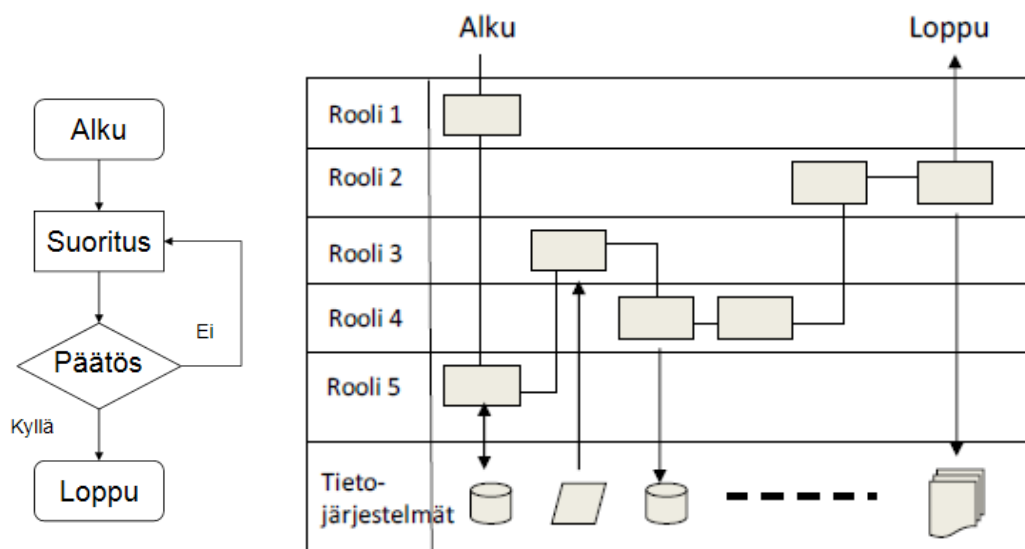 Alku
Suoritus
Ei
Päätös
Kyllä
Loppu
Alku
Loppu
Rooli 1
Rooli 2
Rooli 3
Rooli 4
Rooli 5
Tieto-
järjestelmät